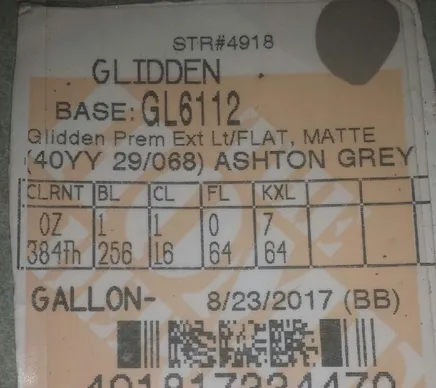 STR#4918
GLIDDEN
BASE: GL6112
Glidden Prem Ext Lt/FLAT, MATTE
(40YY 29/068) ASHTON GREY
CLRNT BL CL FL KXL
OZ 1 1 0 7
384Th 256 16 64 64
GALLON- 8/23/2017 (BB)